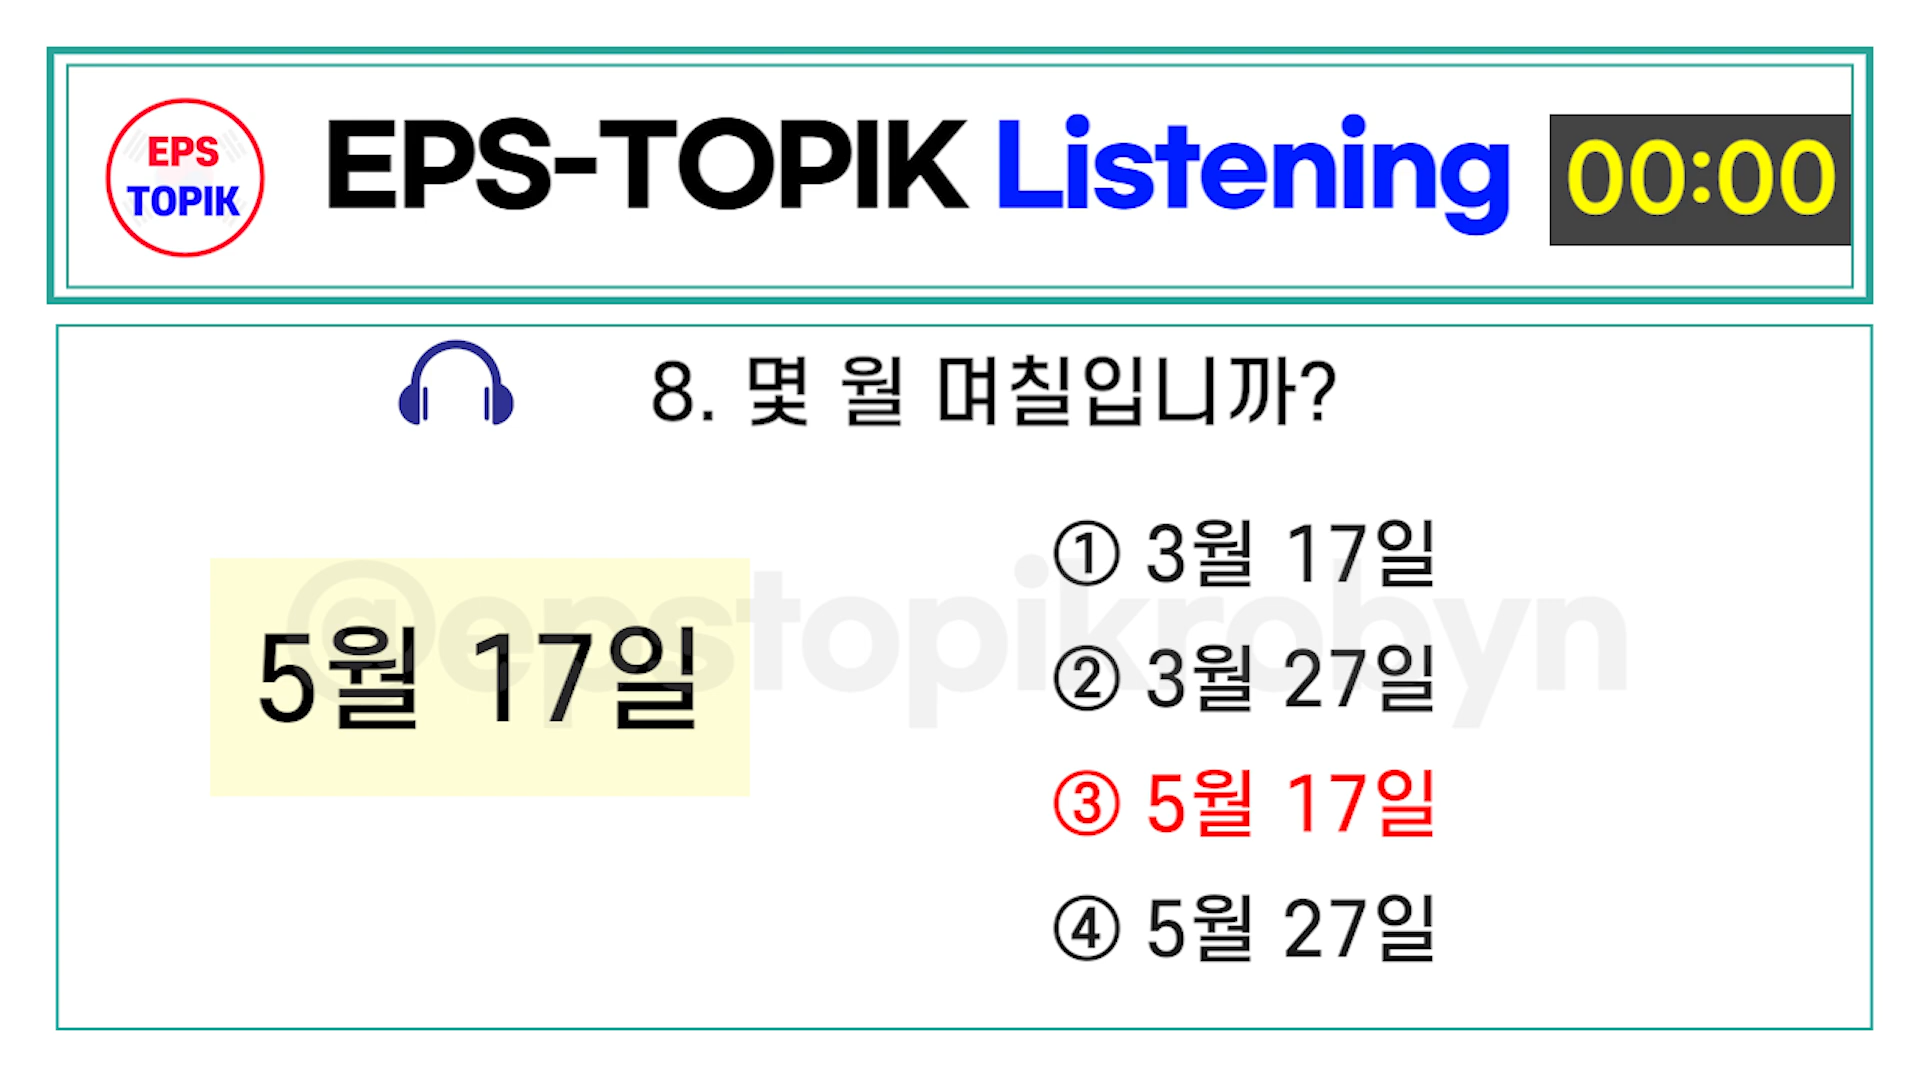 EPS
TOPIK
EPS-TOPIK Listening
00:00
8. 몇 월 며칠입니까?
5월 17일
① 3월 17일
② 3월 27일
③ 5월 17일
④ 5월 27일
@epstopikrobyn